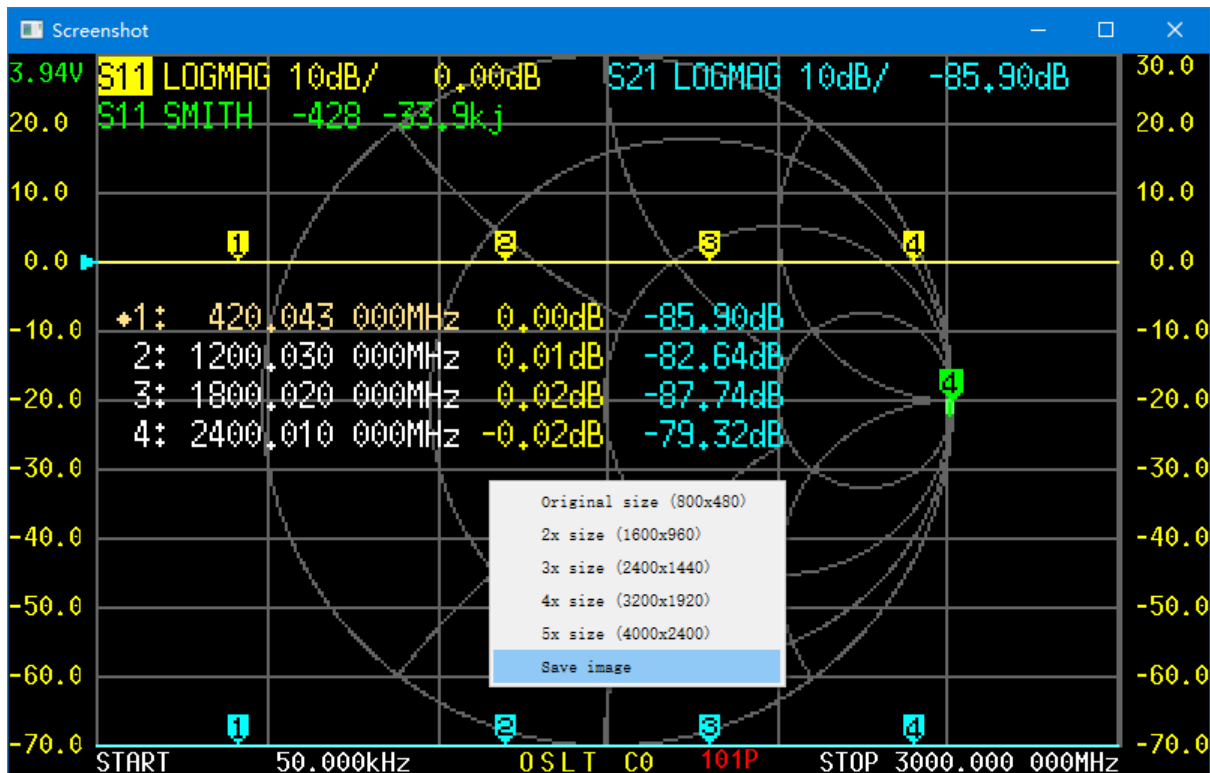 Screenshot
3.94V S11 LOGMAG 10dB/ 0.00dB S21 LOGMAG 10dB/ -85.90dB 30.0
S11 SMITH -428 -33.9kj
20.0 20.0
10.0 10.0
1 2 3 4
0.0 0.0
◆1: 420.043 000MHz 0.00dB -85.90dB
-10.0 -10.0
2: 1200.030 000MHz 0.01dB -82.64dB
4
3: 1800.020 000MHz 0.02dB -87.74dB
-20.0 -20.0
4: 2400.010 000MHz -0.02dB -79.32dB
-30.0 -30.0
Original size (800x480)
2x size (1600x960)
-40.0 -40.0
3x size (2400x1440)
4x size (3200x1920)
-50.0 -50.0
5x size (4000x2400)
Save image
-60.0 -60.0
1 2 3 4
-70.0 -70.0
START 50.000kHz OSLT C0 101P STOP 3000.000 000MHz